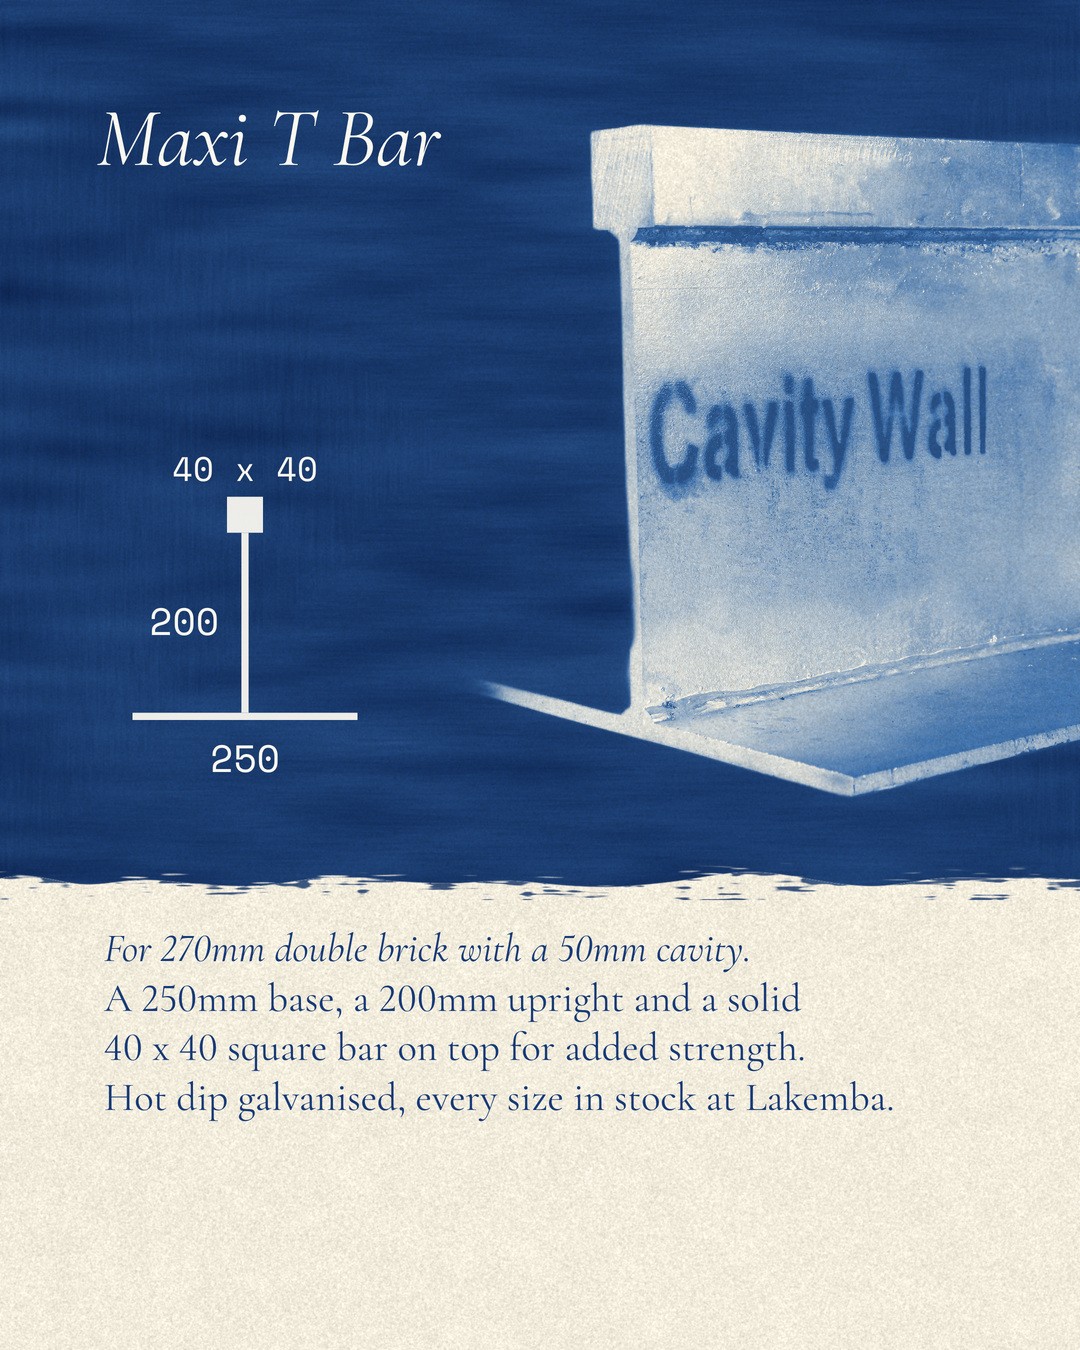 Maxi T Bar
Cavity Wall
40 x 40
200
250
For 270mm double brick with a 50mm cavity.
A 250mm base, a 200mm upright and a solid
40 x 40 square bar on top for added strength.
Hot dip galvanised, every size in stock at Lakemba.